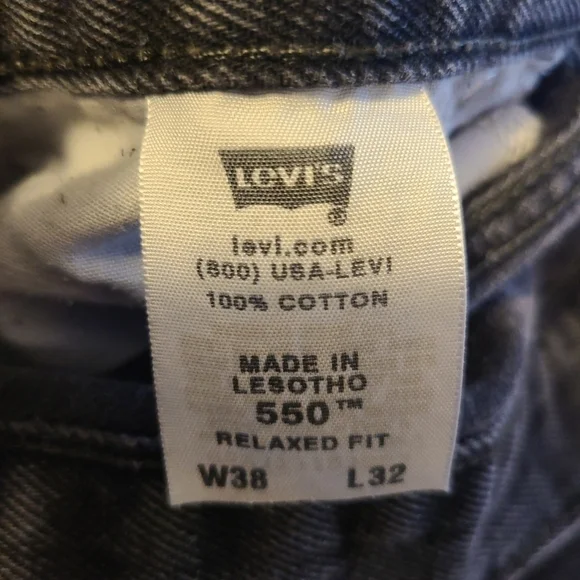 LEVI'S
®
levi.com
(800) USA-LEVI
100% COTTON
MADE IN
LESOTHO
550™
RELAXED FIT
W38 L32